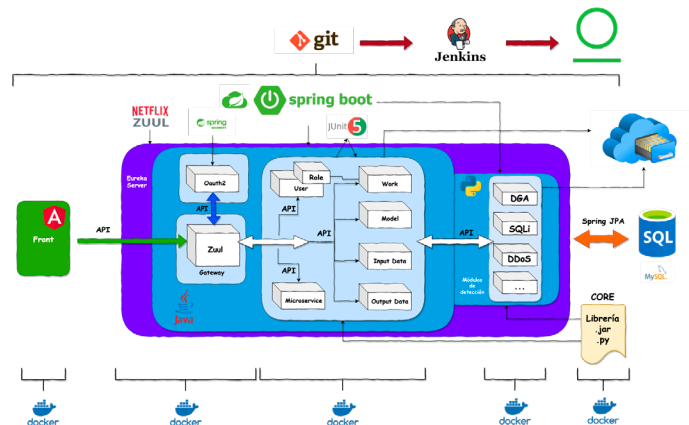 git
Jenkins
spring boot
NETFLIX
ZUUL
spring
JUnit 5
Eureka
Server
Oauth2
API
Role
User
Work
DGA
Front
API
Zuul
Gateway
API
API
Model
API
SQLi
Spring JPA
SQL
Input Data
DDoS
MySQL
API
Módulos
de
detección
...
Java
Microservice
Output Data
CORE
Librería
.jar
.py
docker
docker
docker
docker
docker